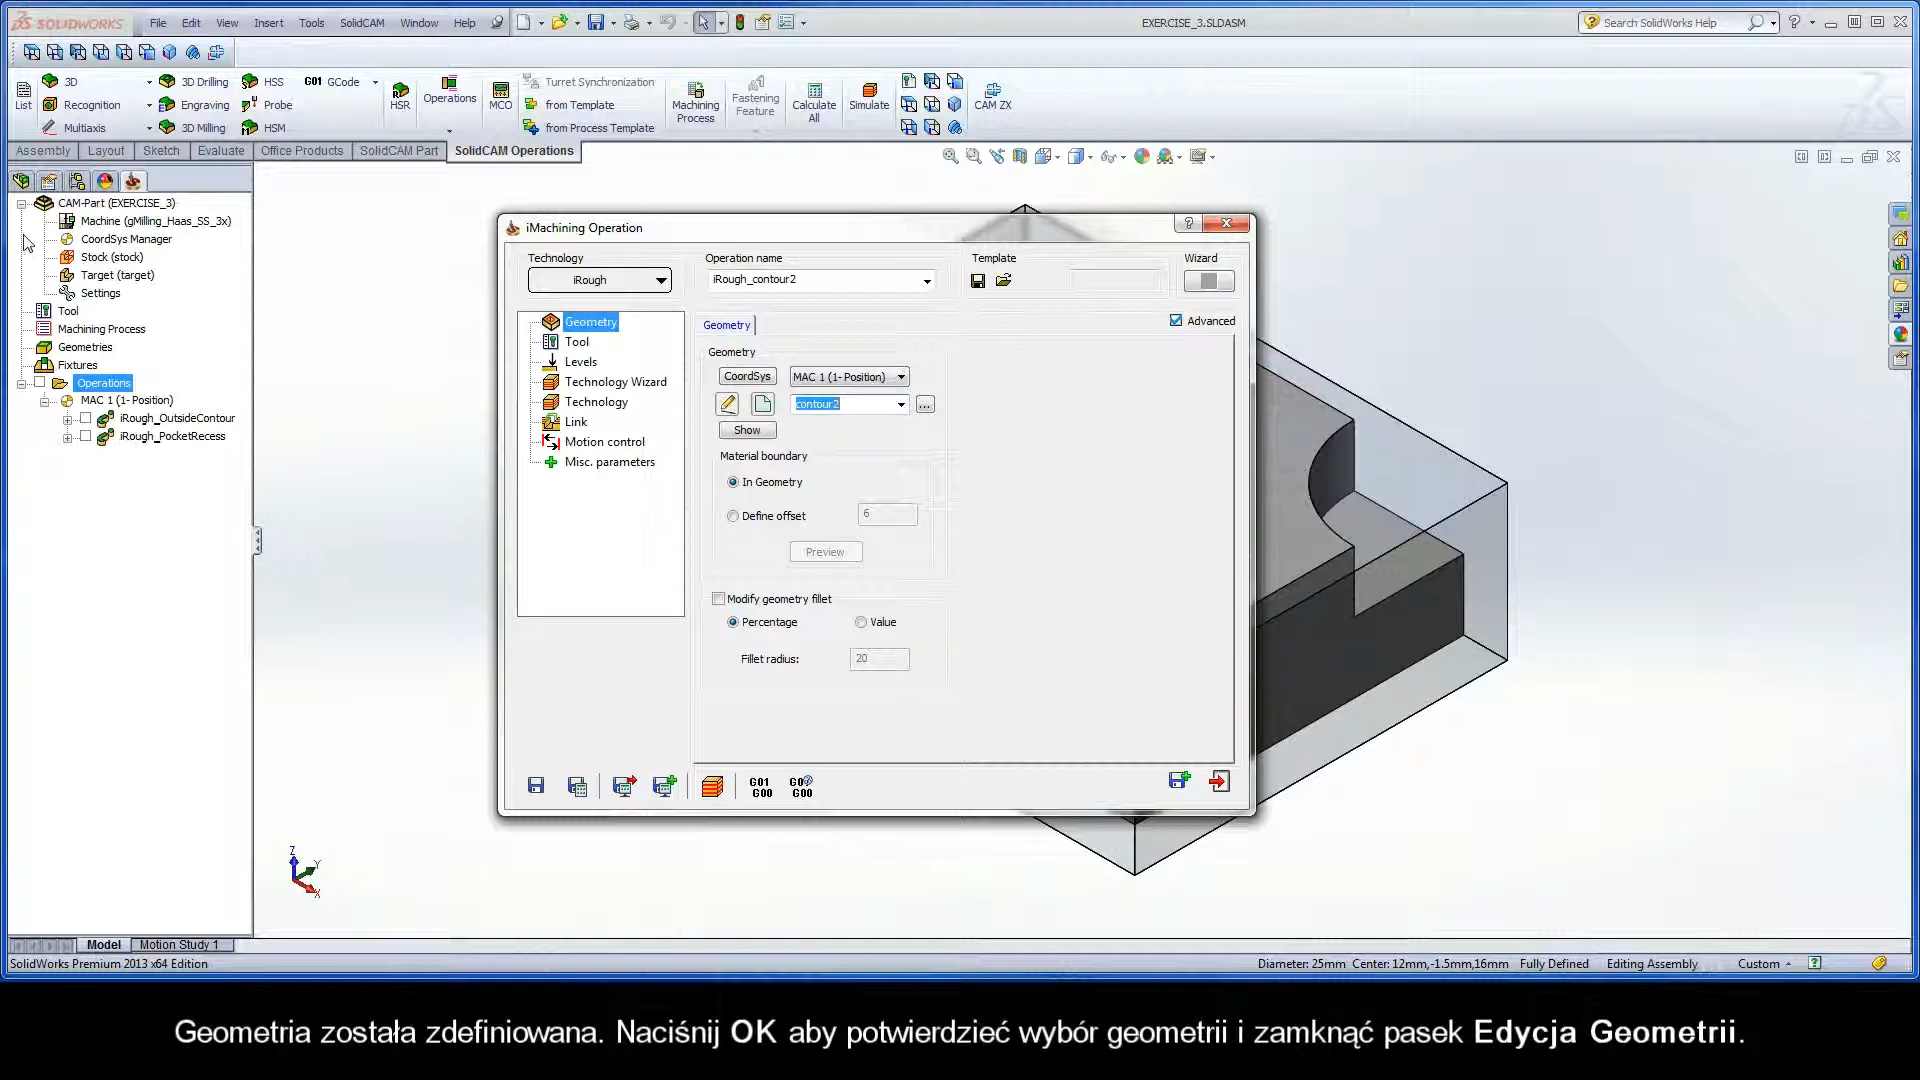 SOLIDWORKS File Edit View Insert Tools SolidCAM Window Help EXERCISE_3.SLDASM Search SolidWorks Help
3D 3D Drilling HSS G01 GCode Turret Synchronization
List Recognition Engraving Probe HSR Operations MCO from Template Machining Process Fastening Feature Calculate All Simulate CAM ZX
Multiaxis 3D Milling HSM from Process Template
Assembly Layout Sketch Evaluate Office Products SolidCAM Part SolidCAM Operations
CAM-Part (EXERCISE_3)
Machine (gMilling_Haas_SS_3x)
CoordSys Manager
Stock (stock)
Target (target)
Settings
Tool
Machining Process
Geometries
Fixtures
Operations
MAC 1 (1- Position)
iRough_OutsideContour
iRough_PocketRecess
iMachining Operation
Technology Operation name Template Wizard
iRough iRough_contour2
Geometry
Tool
Levels
Technology Wizard
Technology
Link
Motion control
Misc. parameters
Geometry Advanced
Geometry
CoordSys MAC 1 (1- Position)
contour2 ...
Show
Material boundary
In Geometry
Define offset 6
Preview
Modify geometry fillet
Percentage Value
Fillet radius: 20
G01 G00
G00
Z Y X
Model Motion Study 1
SolidWorks Premium 2013 x64 Edition Diameter: 25mm Center: 12mm,-1.5mm,16mm Fully Defined Editing Assembly Custom
Geometria została zdefiniowana. Naciśnij OK aby potwierdzieć wybór geometrii i zamknąć pasek Edycja Geometrii.